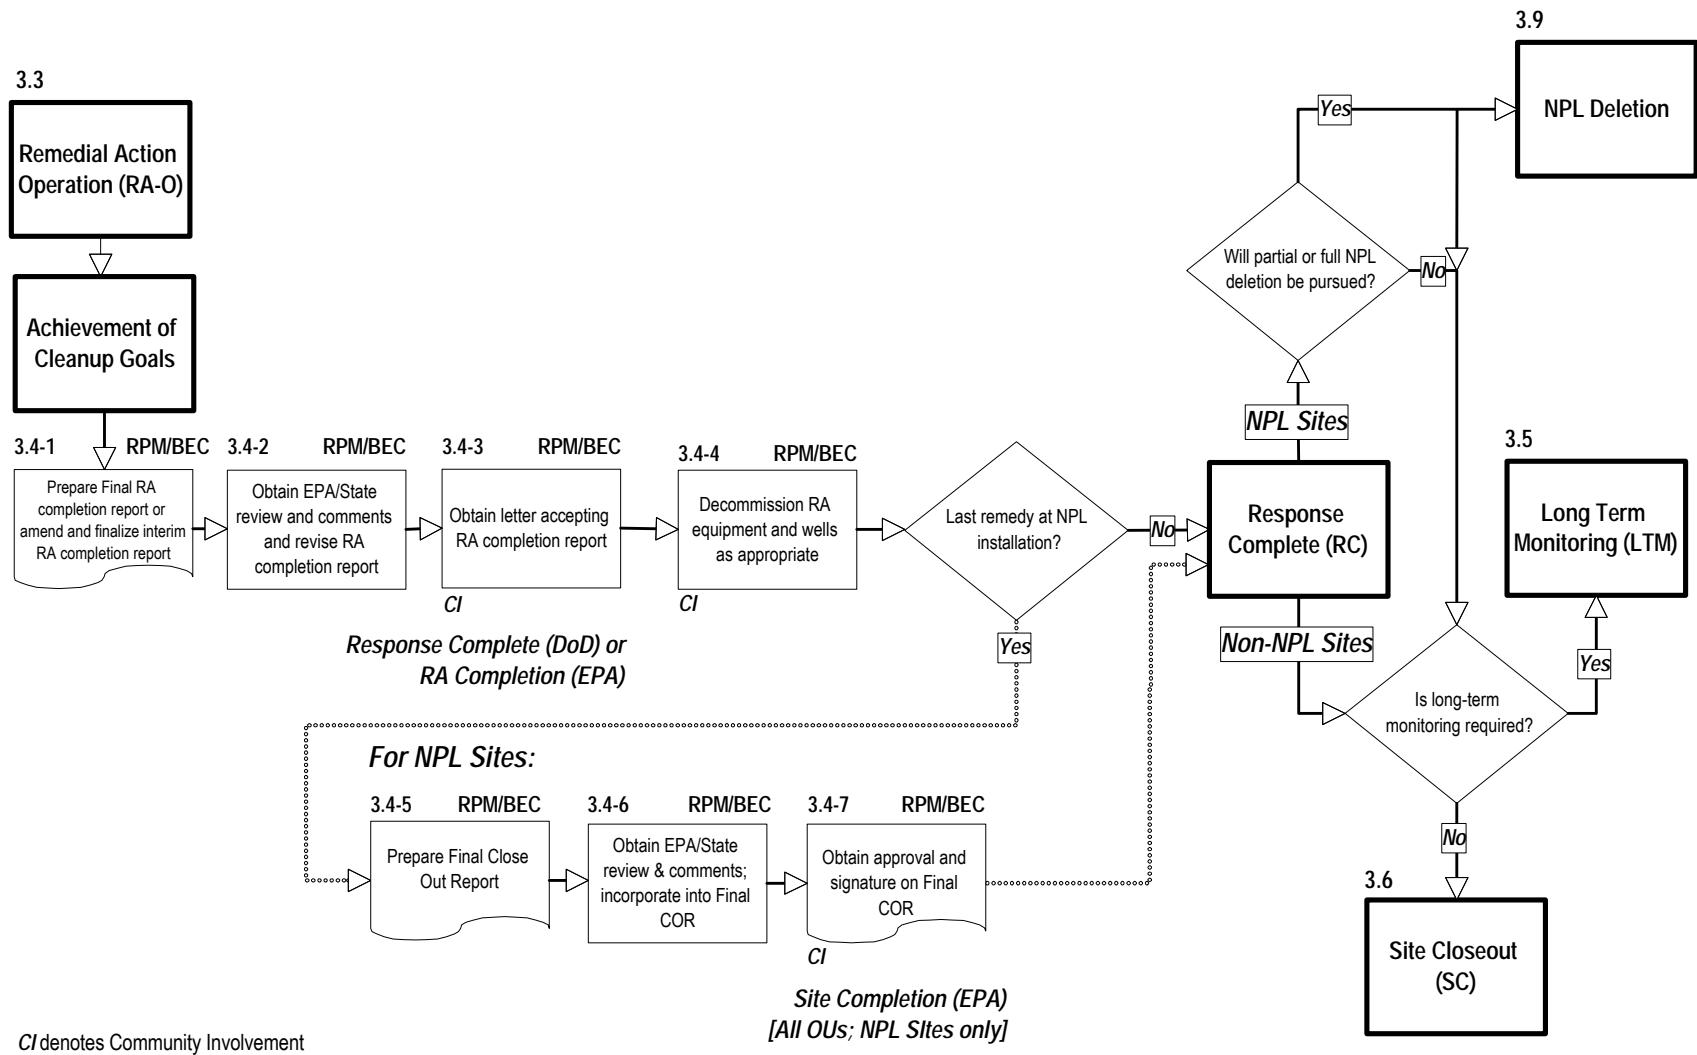 3.3
Remedial Action
Operation (RA-O)
Achievement of
Cleanup Goals
3.4-1 RPM/BEC
Prepare Final RA
completion report or
amend and finalize interim
RA completion report
3.4-2 RPM/BEC
Obtain EPA/State
review and comments
and revise RA
completion report
3.4-3 RPM/BEC
Obtain letter accepting
RA completion report
CI
3.4-4 RPM/BEC
Decommission RA
equipment and wells
as appropriate
CI
Response Complete (DoD) or
RA Completion (EPA)
Last remedy at NPL
installation?
No
Yes
For NPL Sites:
3.4-5 RPM/BEC
Prepare Final Close
Out Report
3.4-6 RPM/BEC
Obtain EPA/State
review & comments;
incorporate into Final
COR
3.4-7 RPM/BEC
Obtain approval and
signature on Final
COR
CI
Site Completion (EPA)
[All OUs; NPL SItes only]
Response
Complete (RC)
NPL Sites
Will partial or full NPL
deletion be pursued?
Yes
No
3.9
NPL Deletion
Non-NPL Sites
Is long-term
monitoring required?
Yes
3.5
Long Term
Monitoring (LTM)
No
3.6
Site Closeout
(SC)
CI denotes Community Involvement